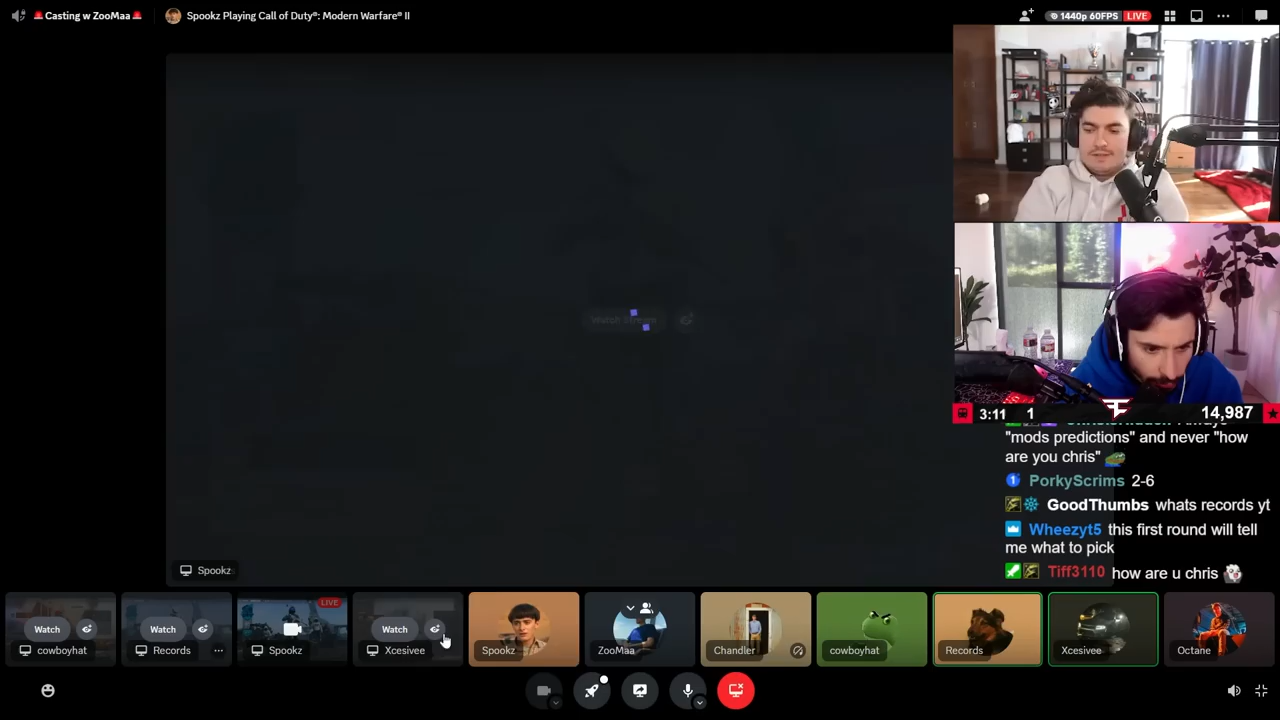 🚨Casting w ZooMaa🚨
Spookz Playing Call of Duty®: Modern Warfare® II
1440p 60FPS
LIVE
Watch Stream
Spookz
3:11 1 14,987
"mods predictions" and never "how
are you chris"
1 PorkyScrims 2-6
GoodThumbs whats records yt
Wheezyt5 this first round will tell
me what to pick
Tiff3110 how are u chris
Watch
cowboyhat
Watch
Records
LIVE
Spookz
Watch
Xcesivee
Spookz
ZooMaa
Chandler
cowboyhat
Records
Xcesivee
Octane